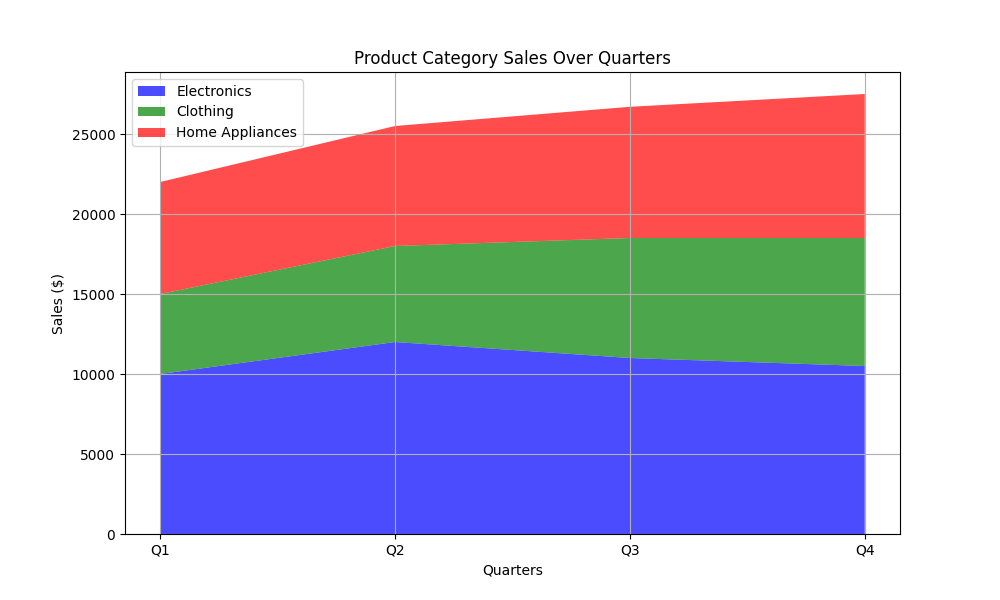 Product Category Sales Over Quarters
Electronics
Clothing
Home Appliances
25000
20000
15000
10000
5000
0
Sales ($)
Q1 Q2 Q3 Q4
Quarters